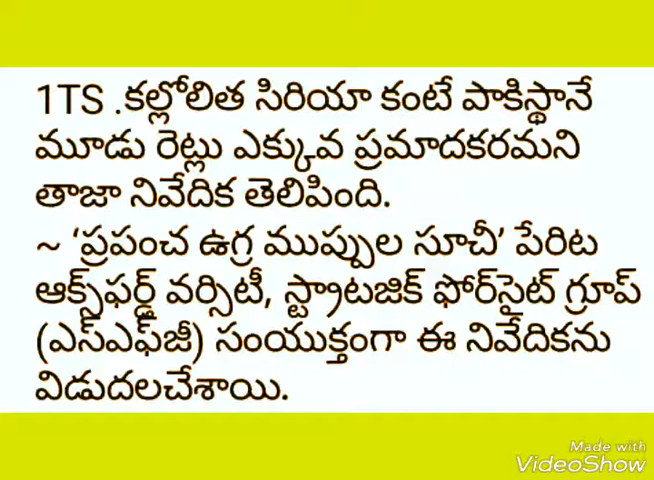 1TS .కల్లోలిత సిరియా కంటే పాకిస్థానే
మూడు రెట్లు ఎక్కువ ప్రమాదకరమని
తాజా నివేదిక తెలిపింది.
~ ‘ప్రపంచ ఉగ్ర ముప్పుల సూచీ’ పేరిట
ఆక్స్‌ఫర్డ్ వర్సిటీ, స్ట్రాటజిక్ ఫోర్‌సైట్ గ్రూప్
(ఎస్ఎఫ్‌జీ) సంయుక్తంగా ఈ నివేదికను
విడుదలచేశాయి.
Made with
VideoShow